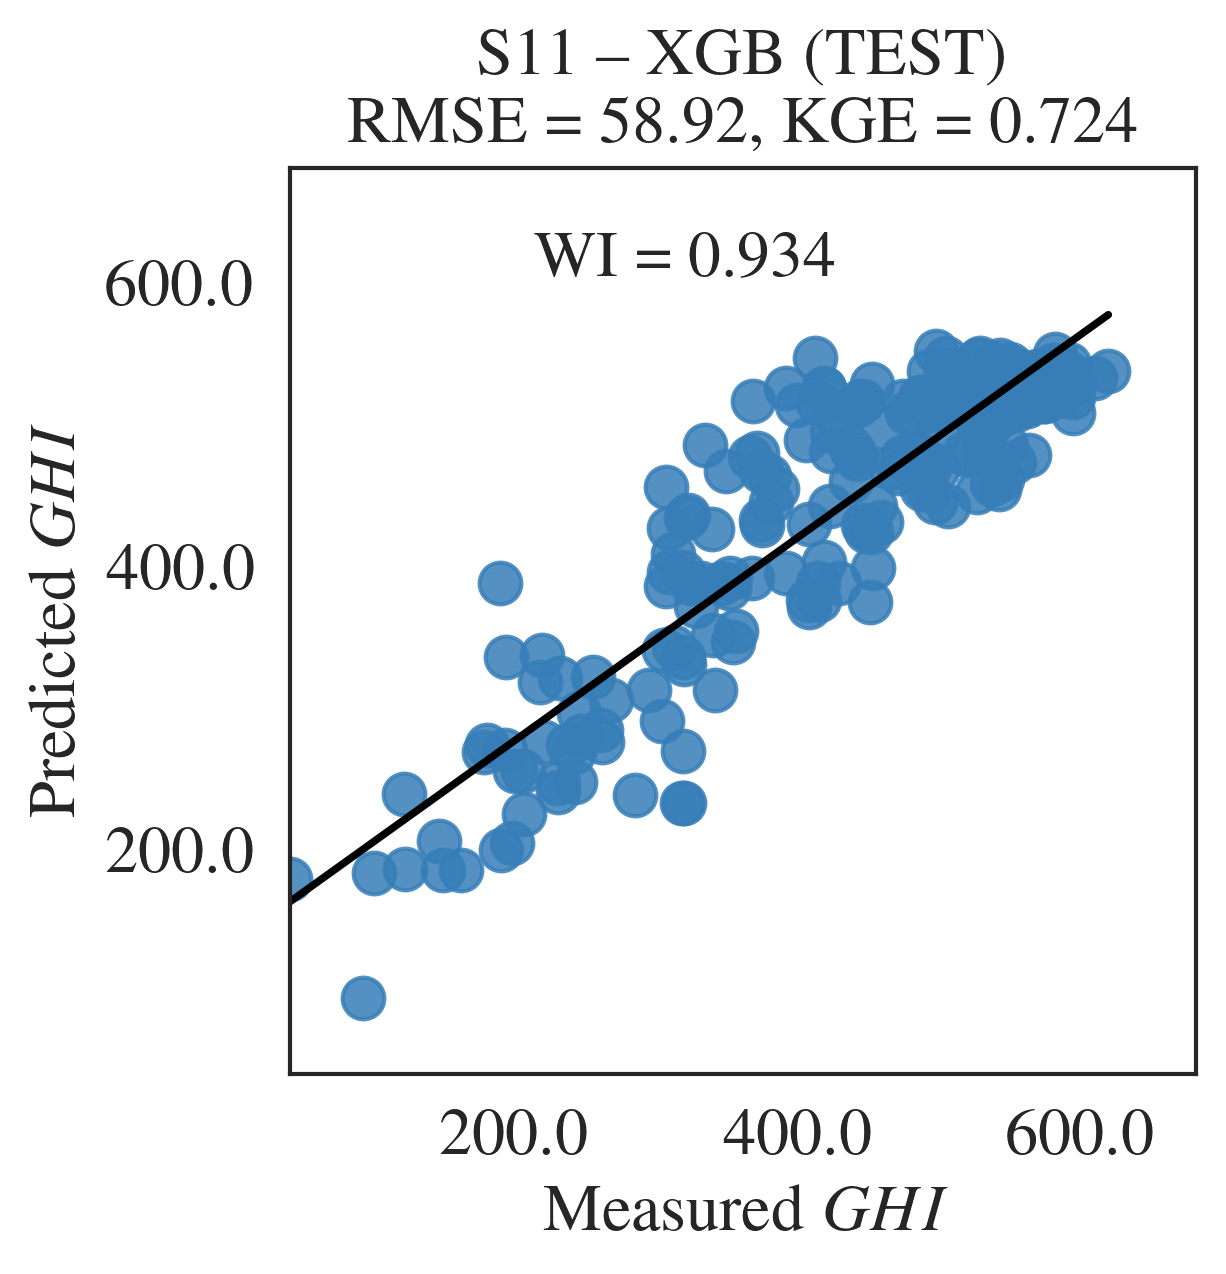 S11 – XGB (TEST)
RMSE = 58.92, KGE = 0.724
WI = 0.934
600.0
400.0
200.0
Predicted GHI
200.0 400.0 600.0
Measured GHI